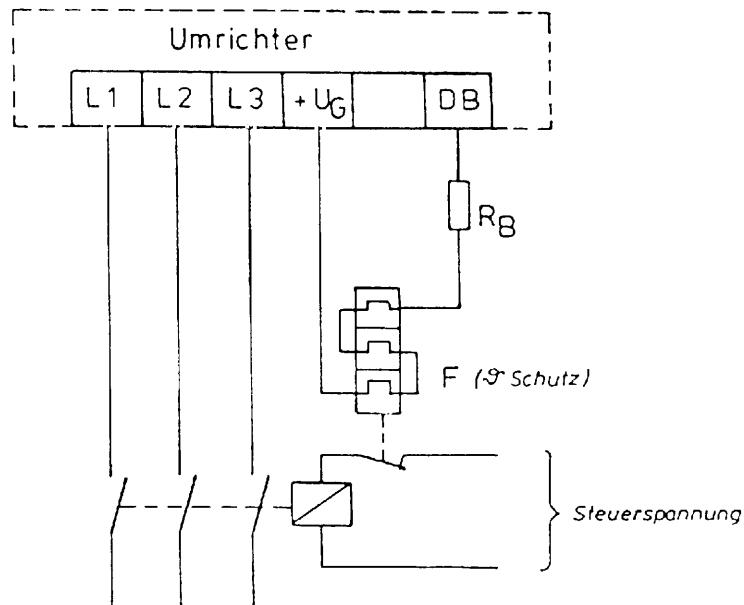 Umrichter
L1 L2 L3 +UG DB
RB
F (ϑ Schutz)
Steuerspannung